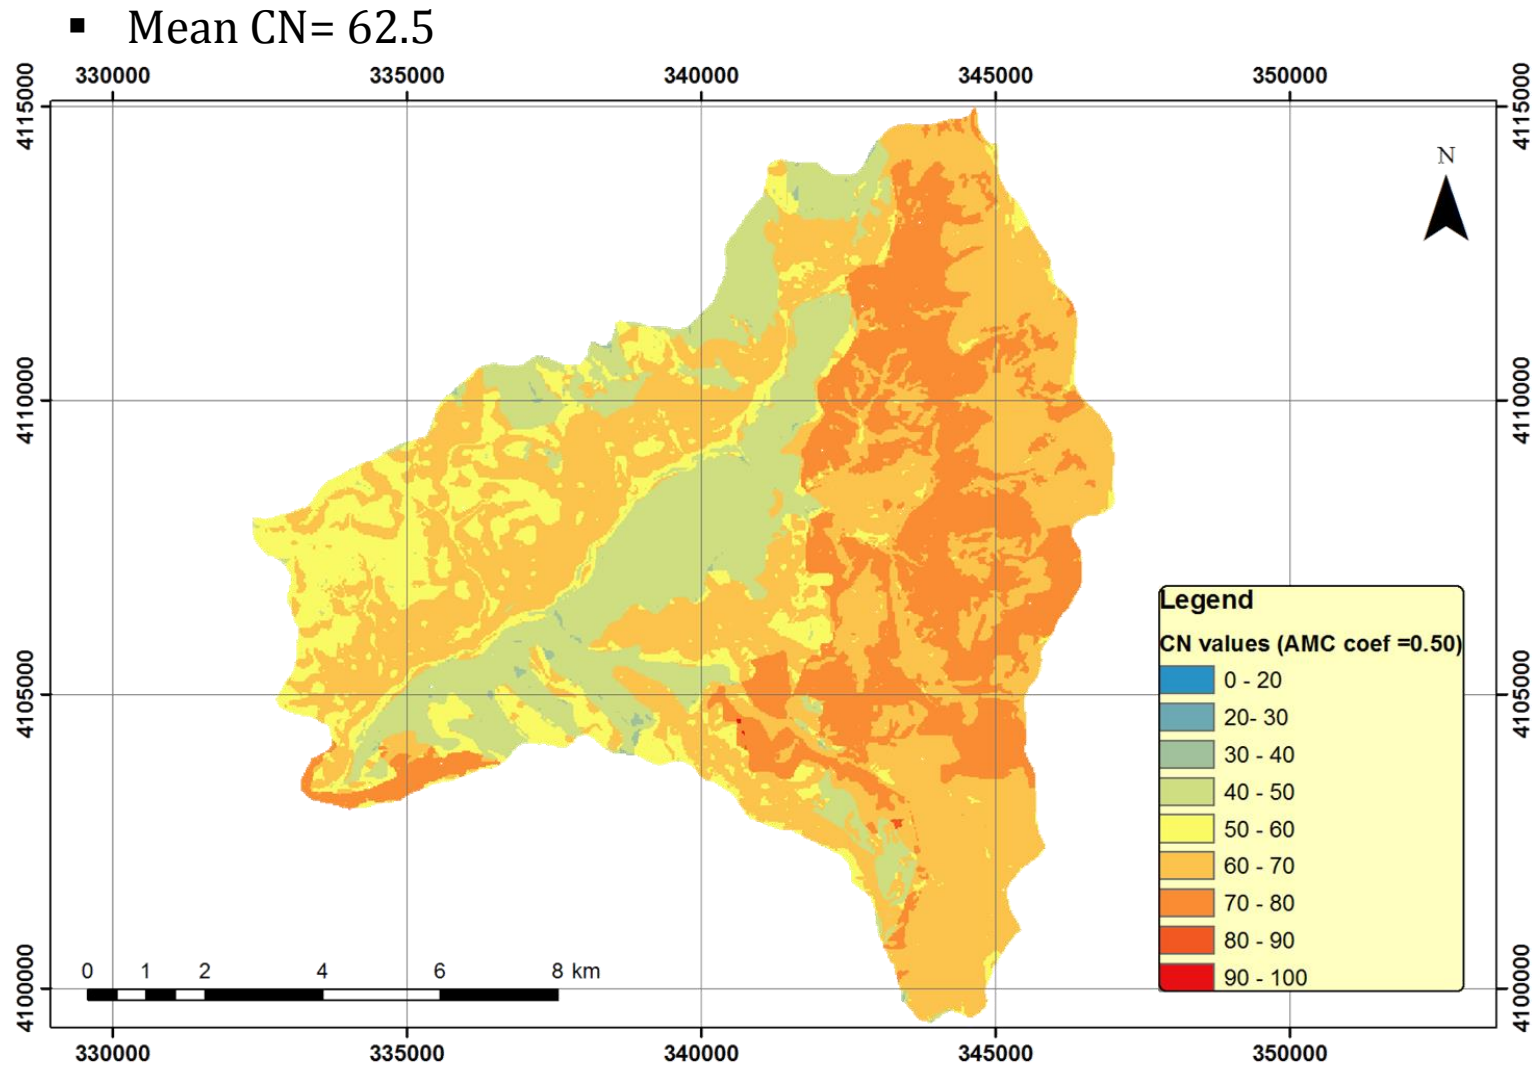 ▪ Mean CN= 62.5
330000 335000 340000 345000 350000
4115000 4115000
N
4110000 4110000
Legend
CN values (AMC coef =0.50)
0 - 20
4105000 4105000
20- 30
30 - 40
40 - 50
50 - 60
60 - 70
70 - 80
80 - 90
0 1 2 4 6 8 km
90 - 100
4100000 4100000
330000 335000 340000 345000 350000